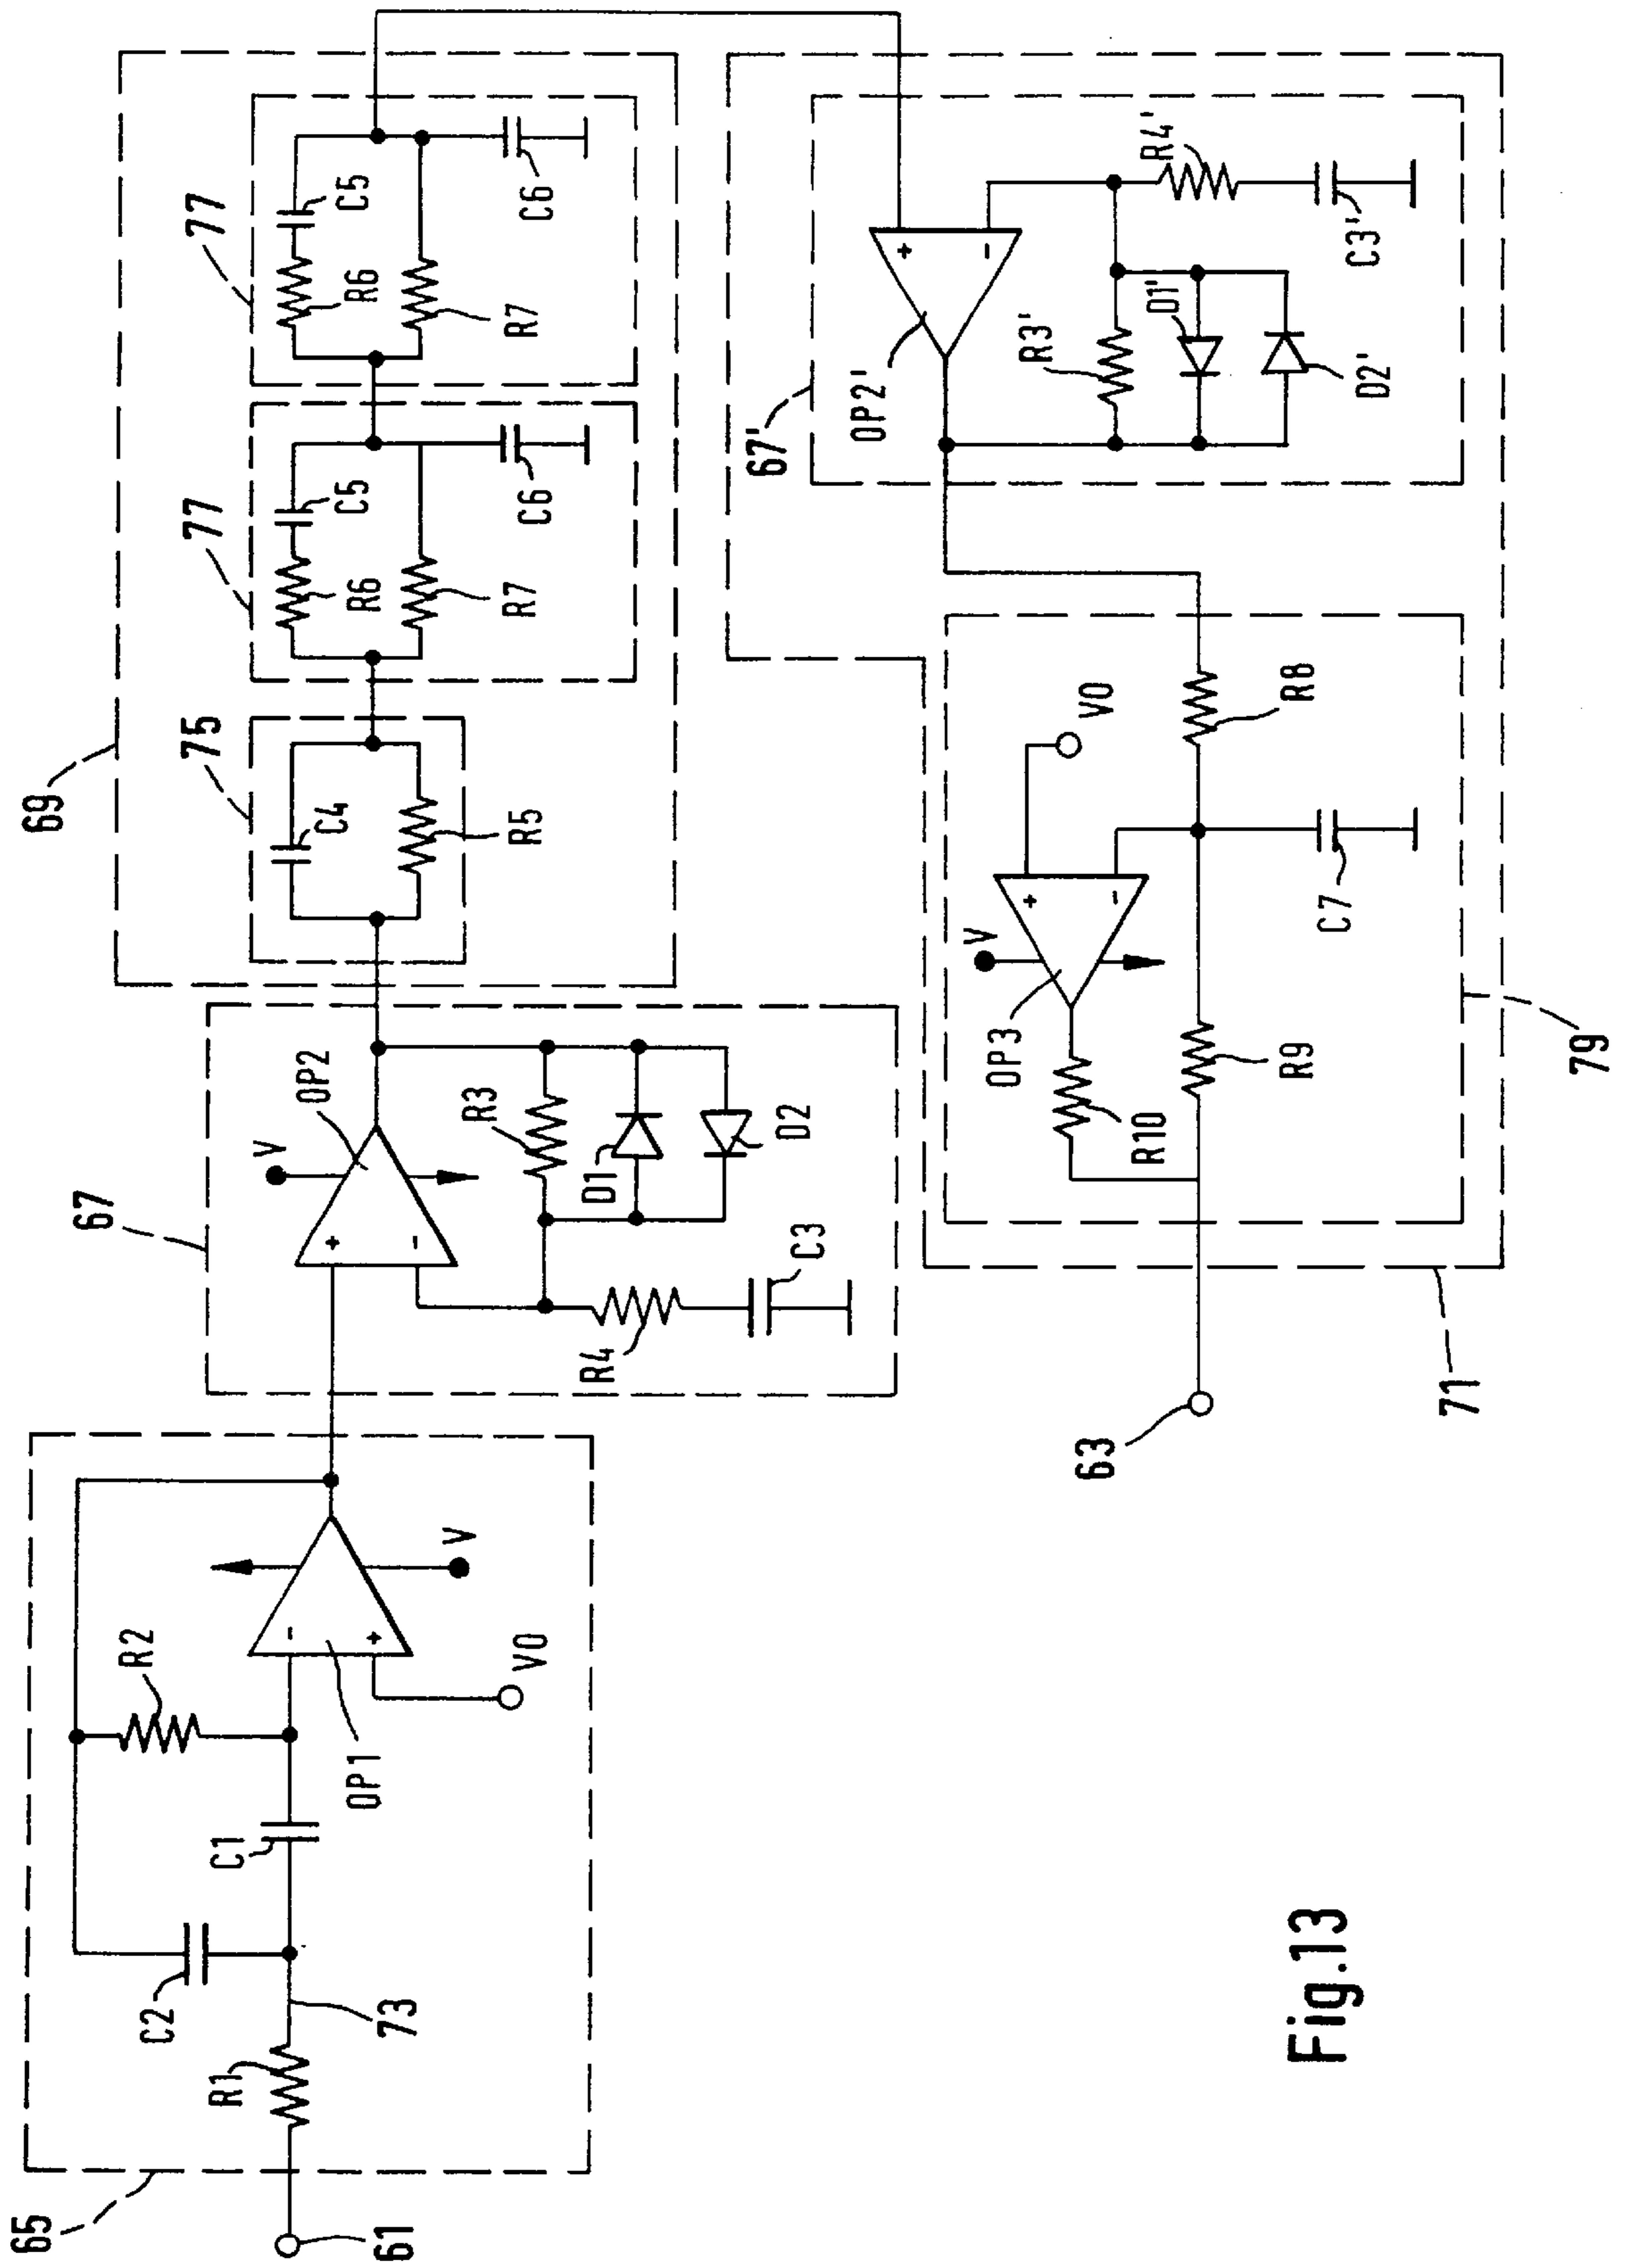 69
77
77
75
C5
R6
R7
C6
C5
R6
R7
C6
C4
R5
67
V
OP2
+
-
R3
D1
D2
R4
C3
65
R2
C2
C1
R1
73
OP1
-
+
V
V0
61
67'
OP2'
+
-
R3'
R4'
D1'
D2'
C3'
V0
R8
V
OP3
+
-
C7
R10
R9
79
71
63
Fig.13